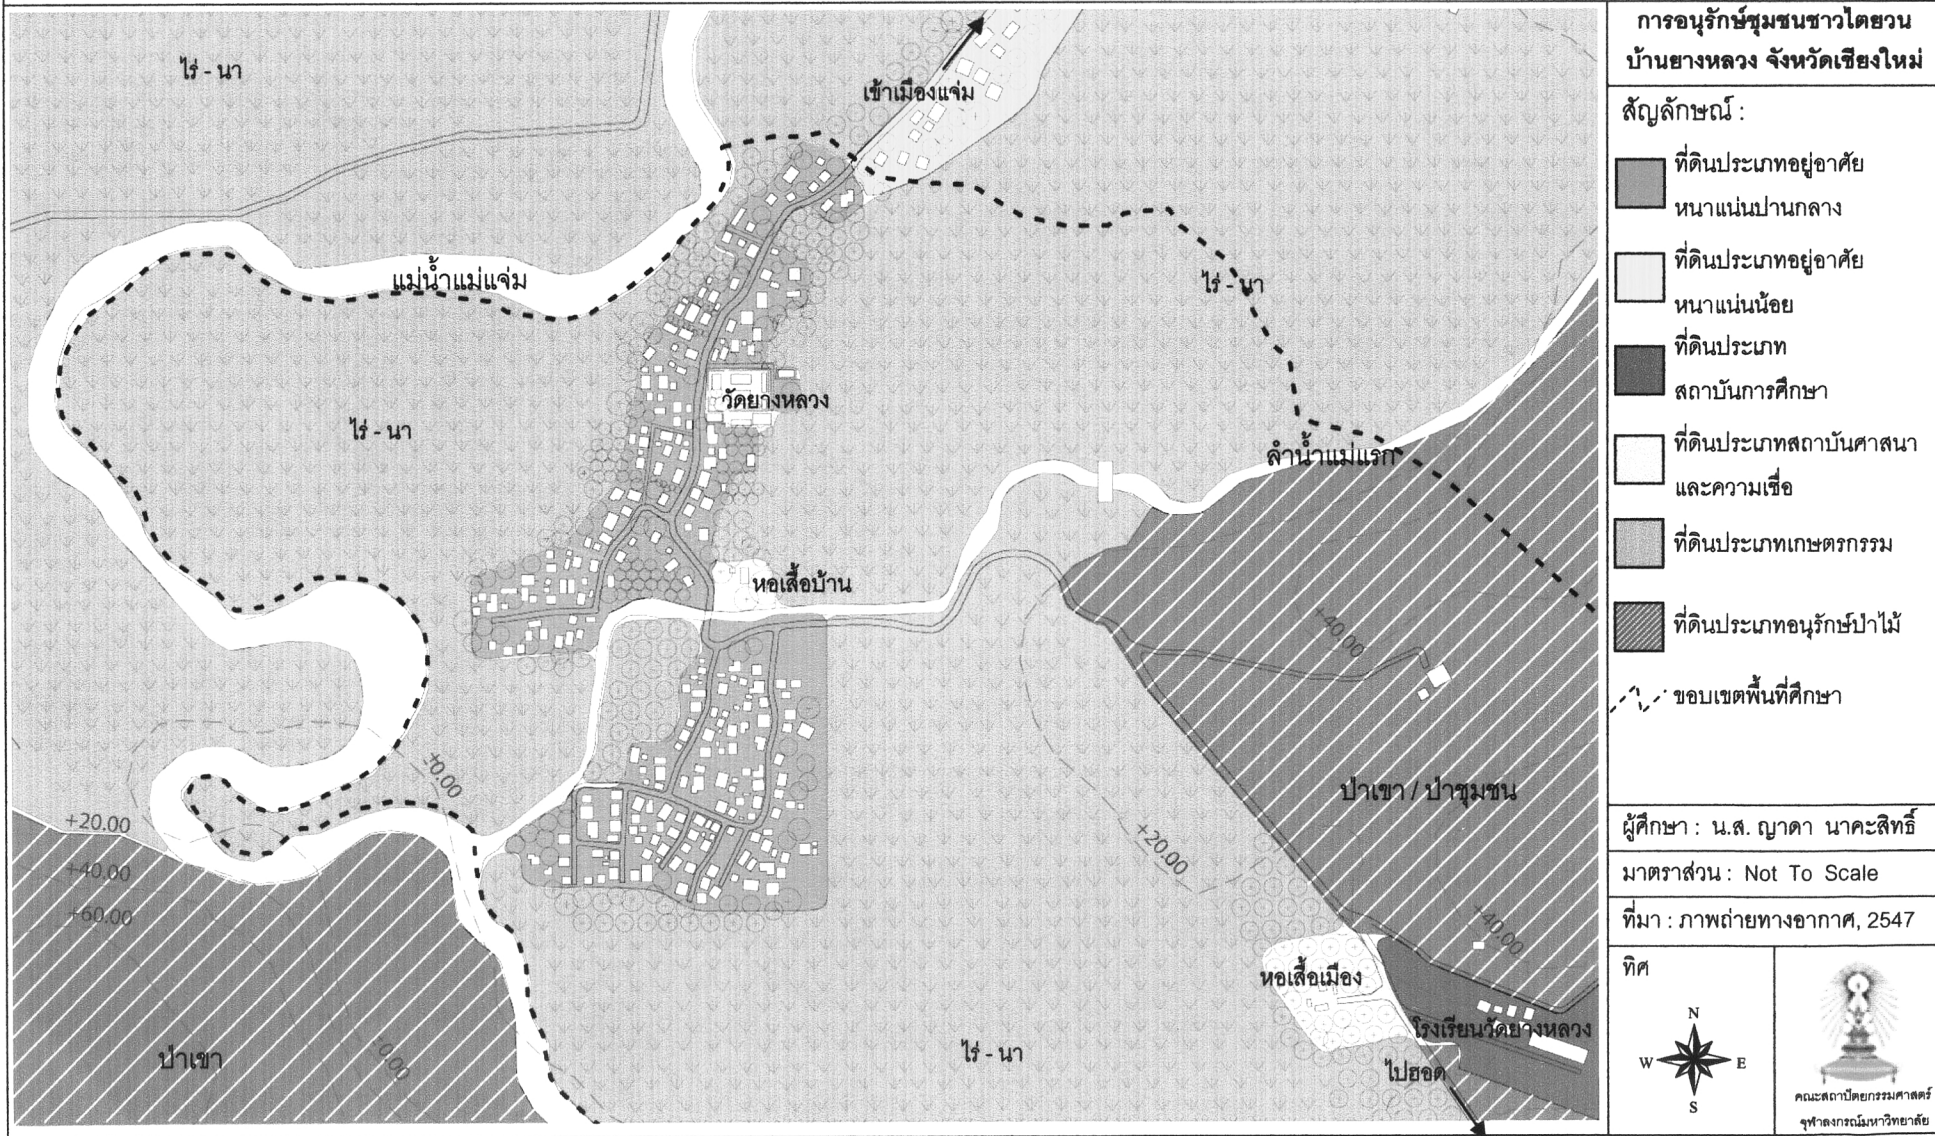 ไร่ - นา
เข้าเมืองแจ่ม
แม่น้ำแม่แจ่ม
ไร่ - นา
วัดยางหลวง
ไร่ - นา
ลำน้ำแม่แรก
หอเสื้อบ้าน
+40.00
±0.00
ป่าเขา / ป่าชุมชน
+20.00
+20.00
+40.00
+60.00
+40.00
หอเสื้อเมือง
โรงเรียนวัดยางหลวง
ไร่ - นา
ป่าเขา
ไปฮอด
การอนุรักษ์ชุมชนชาวไตยวน
บ้านยางหลวง จังหวัดเชียงใหม่
สัญลักษณ์ :
ที่ดินประเภทอยู่อาศัย
หนาแน่นปานกลาง
ที่ดินประเภทอยู่อาศัย
หนาแน่นน้อย
ที่ดินประเภท
สถาบันการศึกษา
ที่ดินประเภทสถาบันศาสนา
และความเชื่อ
ที่ดินประเภทเกษตรกรรม
ที่ดินประเภทอนุรักษ์ป่าไม้
ขอบเขตพื้นที่ศึกษา
ผู้ศึกษา : น.ส. ญาดา นาคะสิทธิ์
มาตราส่วน : Not To Scale
ที่มา : ภาพถ่ายทางอากาศ, 2547
ทิศ
N
W E
S
คณะสถาปัตยกรรมศาสตร์
จุฬาลงกรณ์มหาวิทยาลัย